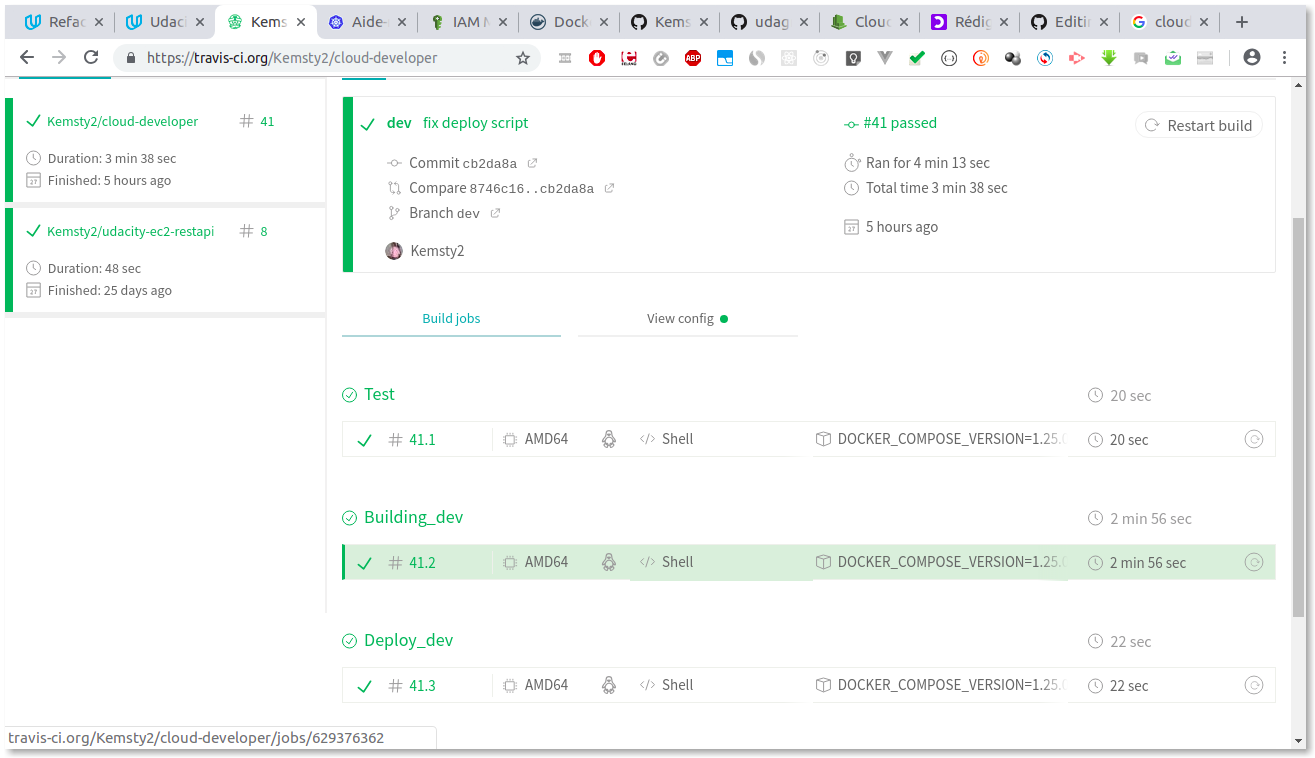 Refac Udaci Kems Aide- IAM M Dock Kems udag Clou Rédig Editin cloud
https://travis-ci.org/Kemsty2/cloud-developer
Kemsty2/cloud-developer # 41
Duration: 3 min 38 sec
Finished: 5 hours ago
Kemsty2/udacity-ec2-restapi # 8
Duration: 48 sec
Finished: 25 days ago
dev fix deploy script #41 passed Restart build
Commit cb2da8a Ran for 4 min 13 sec
Compare 8746c16..cb2da8a Total time 3 min 38 sec
Branch dev 5 hours ago
Kemsty2
Build jobs View config
Test 20 sec
# 41.1 AMD64 </> Shell DOCKER_COMPOSE_VERSION=1.25.0 20 sec
Building_dev 2 min 56 sec
# 41.2 AMD64 </> Shell DOCKER_COMPOSE_VERSION=1.25.0 2 min 56 sec
Deploy_dev 22 sec
# 41.3 AMD64 </> Shell DOCKER_COMPOSE_VERSION=1.25.0 22 sec
travis-ci.org/Kemsty2/cloud-developer/jobs/629376362